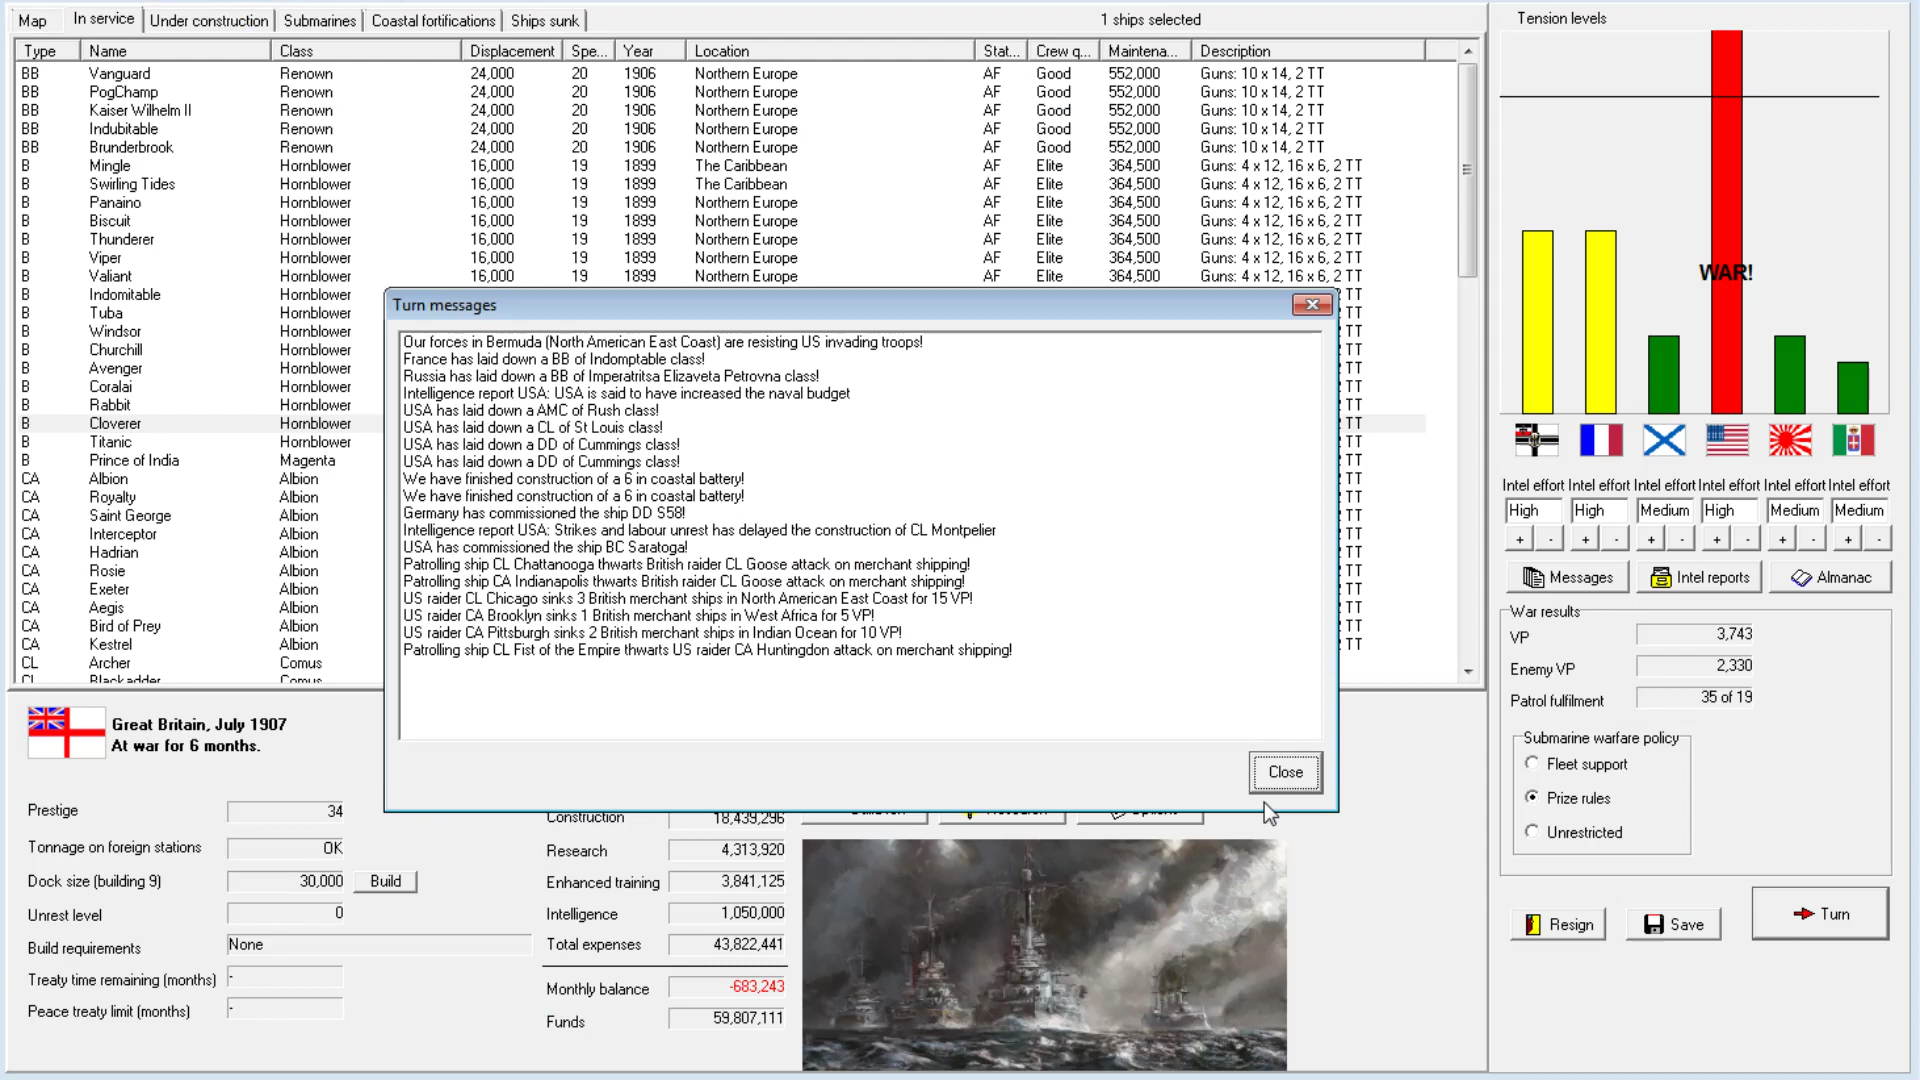 Map In service Under construction Submarines Coastal fortifications Ships sunk 1 ships selected
Type Name Class Displacement Spe... Year Location Stat... Crew q... Maintena... Description
BB Vanguard Renown 24,000 20 1906 Northern Europe AF Good 552,000 Guns: 10 x 14, 2 TT
BB PogChamp Renown 24,000 20 1906 Northern Europe AF Good 552,000 Guns: 10 x 14, 2 TT
BB Kaiser Wilhelm II Renown 24,000 20 1906 Northern Europe AF Good 552,000 Guns: 10 x 14, 2 TT
BB Indubitable Renown 24,000 20 1906 Northern Europe AF Good 552,000 Guns: 10 x 14, 2 TT
BB Brunderbrook Renown 24,000 20 1906 Northern Europe AF Good 552,000 Guns: 10 x 14, 2 TT
B Mingle Hornblower 16,000 19 1899 The Caribbean AF Elite 364,500 Guns: 4 x 12, 16 x 6, 2 TT
B Swirling Tides Hornblower 16,000 19 1899 The Caribbean AF Elite 364,500 Guns: 4 x 12, 16 x 6, 2 TT
B Panaino Hornblower 16,000 19 1899 Northern Europe AF Elite 364,500 Guns: 4 x 12, 16 x 6, 2 TT
B Biscuit Hornblower 16,000 19 1899 Northern Europe AF Elite 364,500 Guns: 4 x 12, 16 x 6, 2 TT
B Thunderer Hornblower 16,000 19 1899 Northern Europe AF Elite 364,500 Guns: 4 x 12, 16 x 6, 2 TT
B Viper Hornblower 16,000 19 1899 Northern Europe AF Elite 364,500 Guns: 4 x 12, 16 x 6, 2 TT
B Valiant Hornblower 16,000 19 1899 Northern Europe AF Elite 364,500 Guns: 4 x 12, 16 x 6, 2 TT
B Indomitable Hornblower TT
B Tuba Hornblower TT
B Windsor Hornblower TT
B Churchill Hornblower TT
B Avenger Hornblower TT
B Coralai Hornblower TT
B Rabbit Hornblower TT
B Cloverer Hornblower TT
B Titanic Hornblower TT
B Prince of India Magenta TT
CA Albion Albion TT
CA Royalty Albion TT
CA Saint George Albion TT
CA Interceptor Albion TT
CA Hadrian Albion TT
CA Rosie Albion TT
CA Exeter Albion TT
CA Aegis Albion TT
CA Bird of Prey Albion TT
CA Kestrel Albion TT
CL Archer Comus
CL Blackadder Comus
Turn messages
Our forces in Bermuda (North American East Coast) are resisting US invading troops!
France has laid down a BB of Indomptable class!
Russia has laid down a BB of Imperatritsa Elizaveta Petrovna class!
Intelligence report USA: USA is said to have increased the naval budget
USA has laid down a AMC of Rush class!
USA has laid down a CL of St Louis class!
USA has laid down a DD of Cummings class!
USA has laid down a DD of Cummings class!
We have finished construction of a 6 in coastal battery!
We have finished construction of a 6 in coastal battery!
Germany has commissioned the ship DD S58!
Intelligence report USA: Strikes and labour unrest has delayed the construction of CL Montpelier
USA has commissioned the ship BC Saratoga!
Patrolling ship CL Chattanooga thwarts British raider CL Goose attack on merchant shipping!
Patrolling ship CA Indianapolis thwarts British raider CL Goose attack on merchant shipping!
US raider CL Chicago sinks 3 British merchant ships in North American East Coast for 15 VP!
US raider CA Brooklyn sinks 1 British merchant ships in West Africa for 5 VP!
US raider CA Pittsburgh sinks 2 British merchant ships in Indian Ocean for 10 VP!
Patrolling ship CL Fist of the Empire thwarts US raider CA Huntingdon attack on merchant shipping!
Close
Great Britain, July 1907
At war for 6 months.
Prestige 34
Tonnage on foreign stations OK
Dock size (building 9) 30,000 Build
Unrest level 0
Build requirements None
Treaty time remaining (months) -
Peace treaty limit (months) -
Construction 18,439,296
Research 4,313,920
Enhanced training 3,841,125
Intelligence 1,050,000
Total expenses 43,822,441
Monthly balance -683,243
Funds 59,807,111
Tension levels
WAR!
Intel effort Intel effort Intel effort Intel effort Intel effort Intel effort
High High Medium High Medium Medium
+ - + - + - + - + - + -
Messages Intel reports Almanac
War results
VP 3,743
Enemy VP 2,330
Patrol fulfilment 35 of 19
Submarine warfare policy
Fleet support
Prize rules
Unrestricted
Resign Save Turn